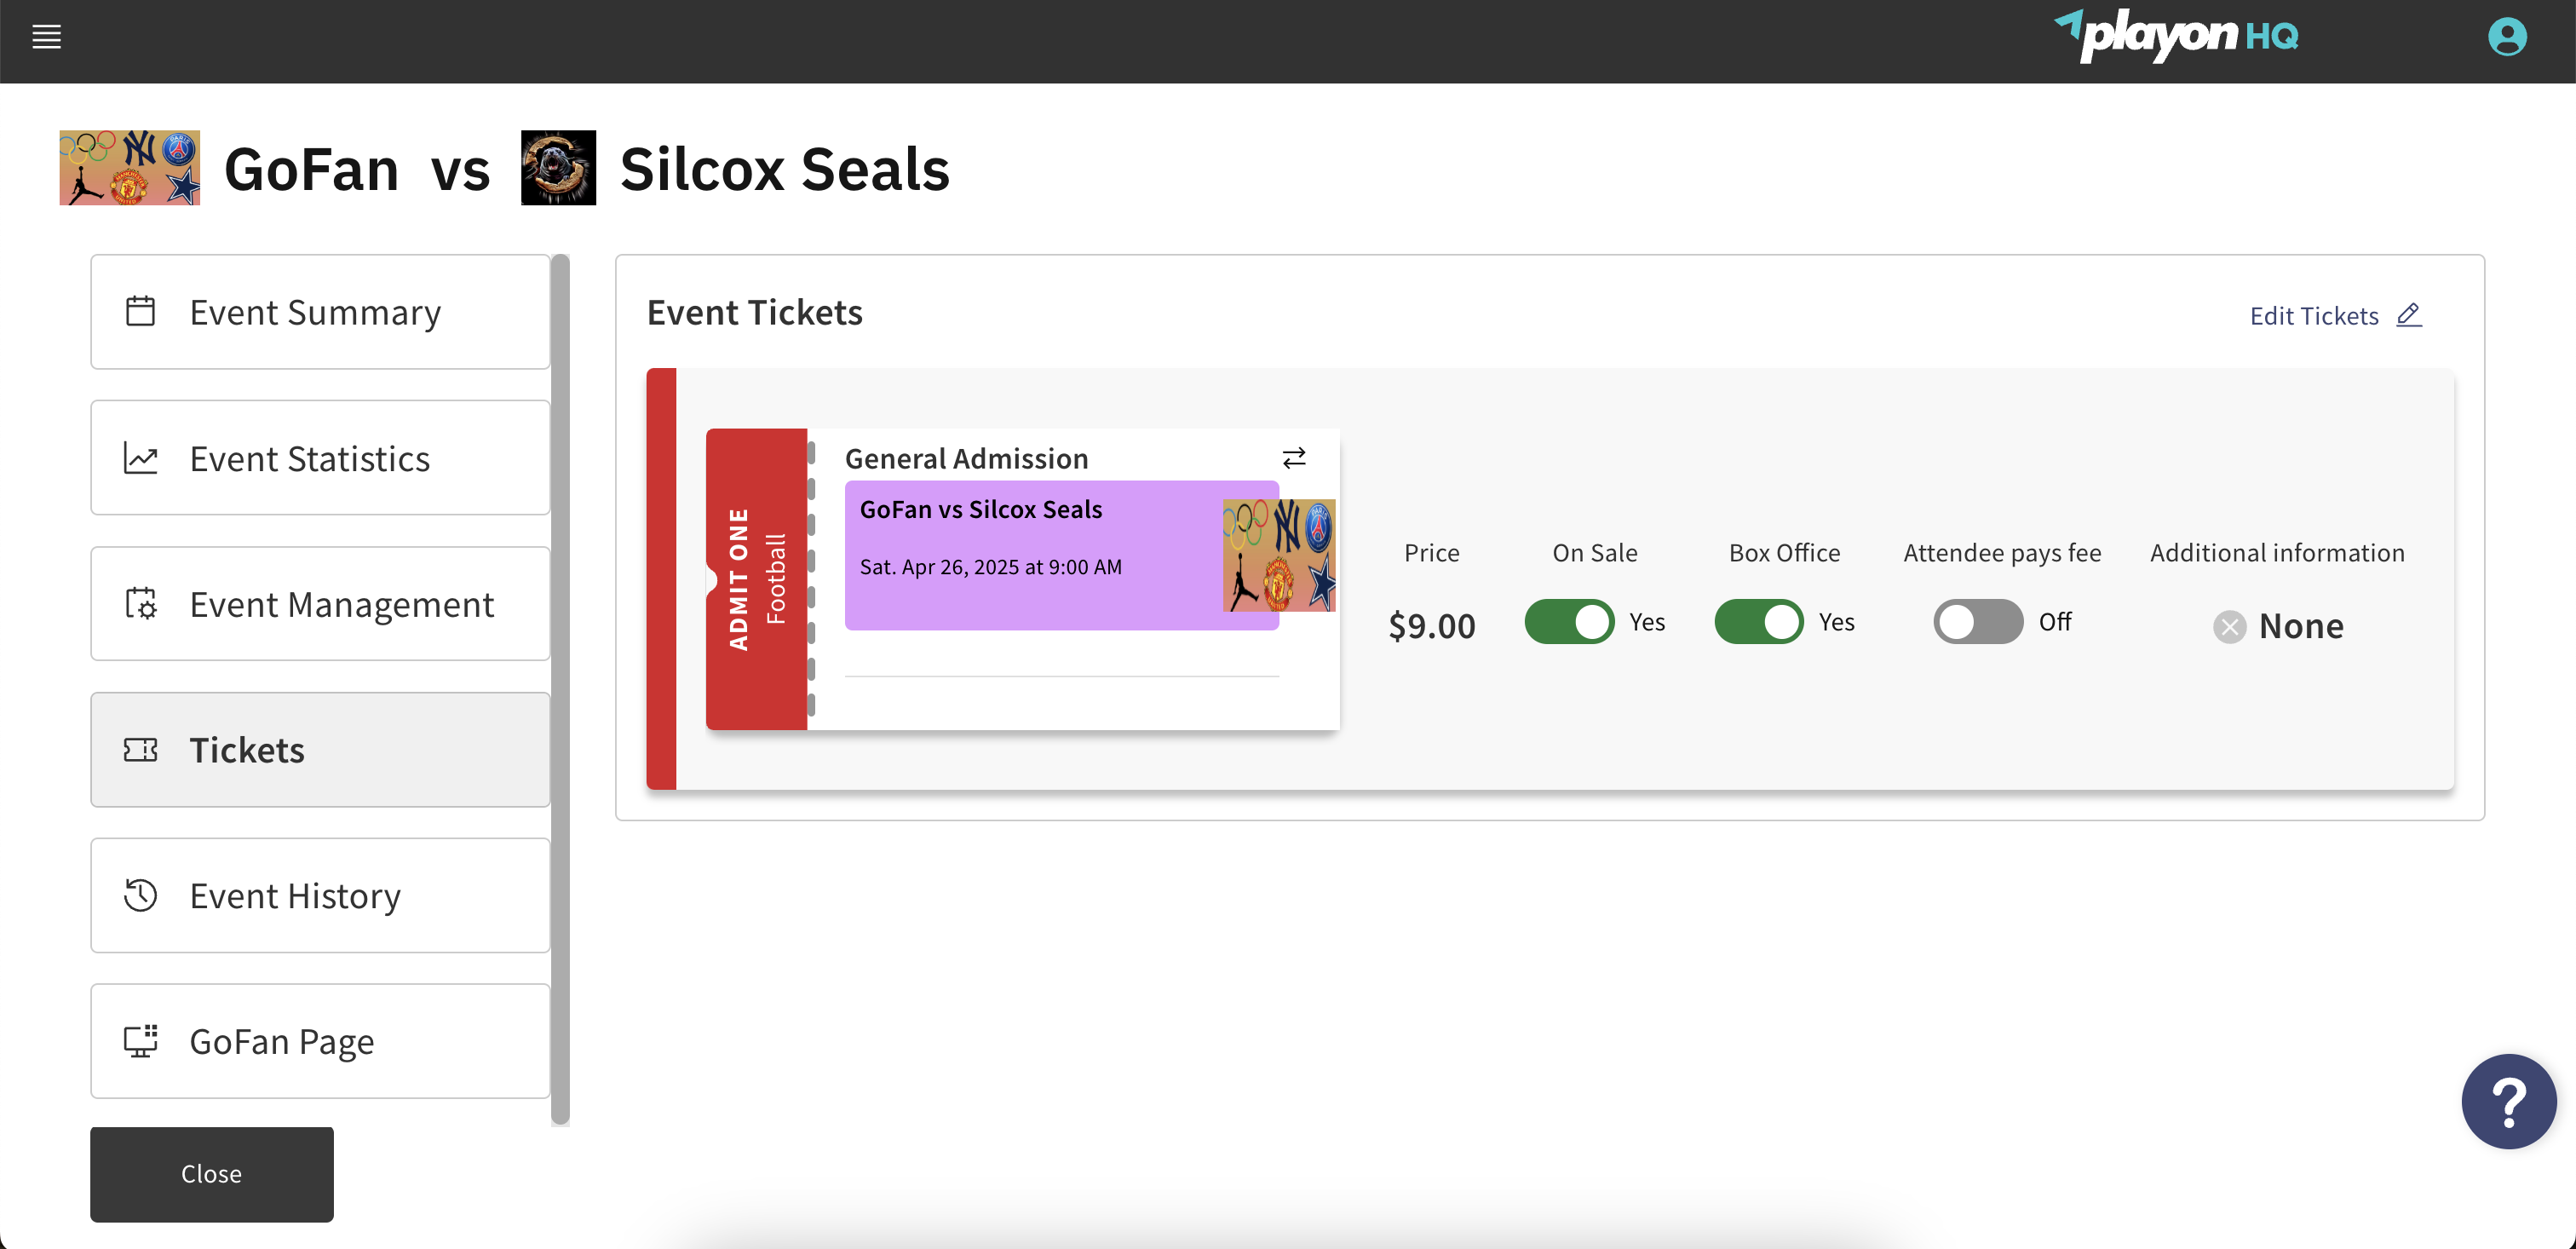 playon HQ
GoFan vs Silcox Seals
Event Summary
Event Statistics
Event Management
Tickets
Event History
GoFan Page
Close
Event Tickets
Edit Tickets
ADMIT ONE
Football
General Admission
GoFan vs Silcox Seals
Sat. Apr 26, 2025 at 9:00 AM
Price
$9.00
On Sale
Yes
Box Office
Yes
Attendee pays fee
Off
Additional information
None
?